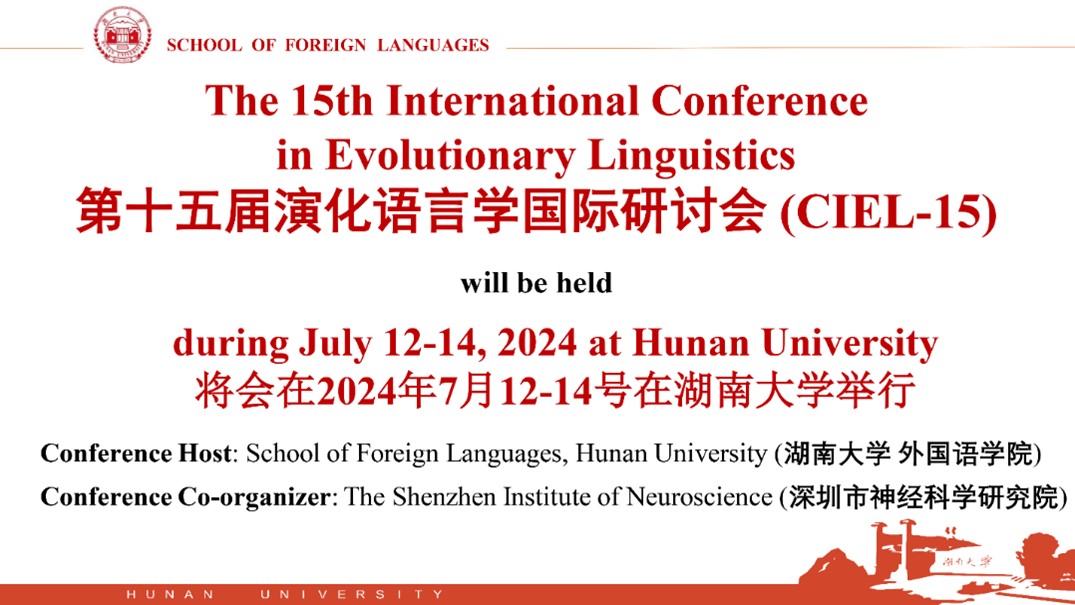 SCHOOL OF FOREIGN LANGUAGES
The 15th International Conference
in Evolutionary Linguistics
第十五届演化语言学国际研讨会 (CIEL-15)
will be held
during July 12-14, 2024 at Hunan University
将会在2024年7月12-14号在湖南大学举行
Conference Host: School of Foreign Languages, Hunan University (湖南大学 外国语学院)
Conference Co-organizer: The Shenzhen Institute of Neuroscience (深圳市神经科学研究院)
湖南大学
HUNAN UNIVERSITY